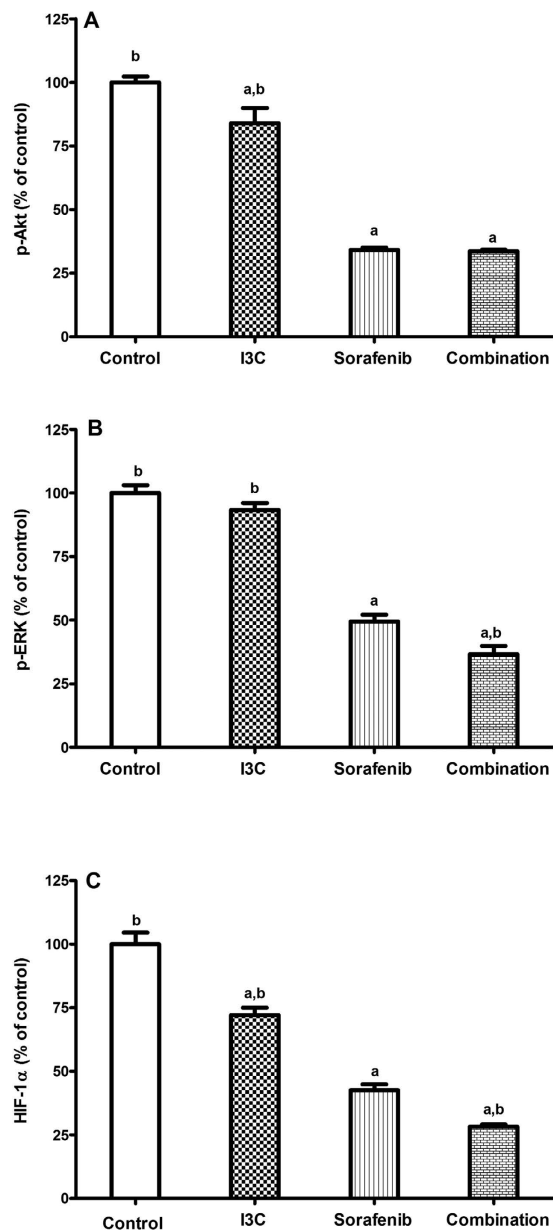 A
p-Akt (% of control)
125
100
75
50
25
0
b
a,b
a
a
Control I3C Sorafenib Combination
B
p-ERK (% of control)
125
100
75
50
25
0
b
b
a
a,b
Control I3C Sorafenib Combination
C
HIF-1α (% of control)
125
100
75
50
25
0
b
a,b
a
a,b
Control I3C Sorafenib Combination